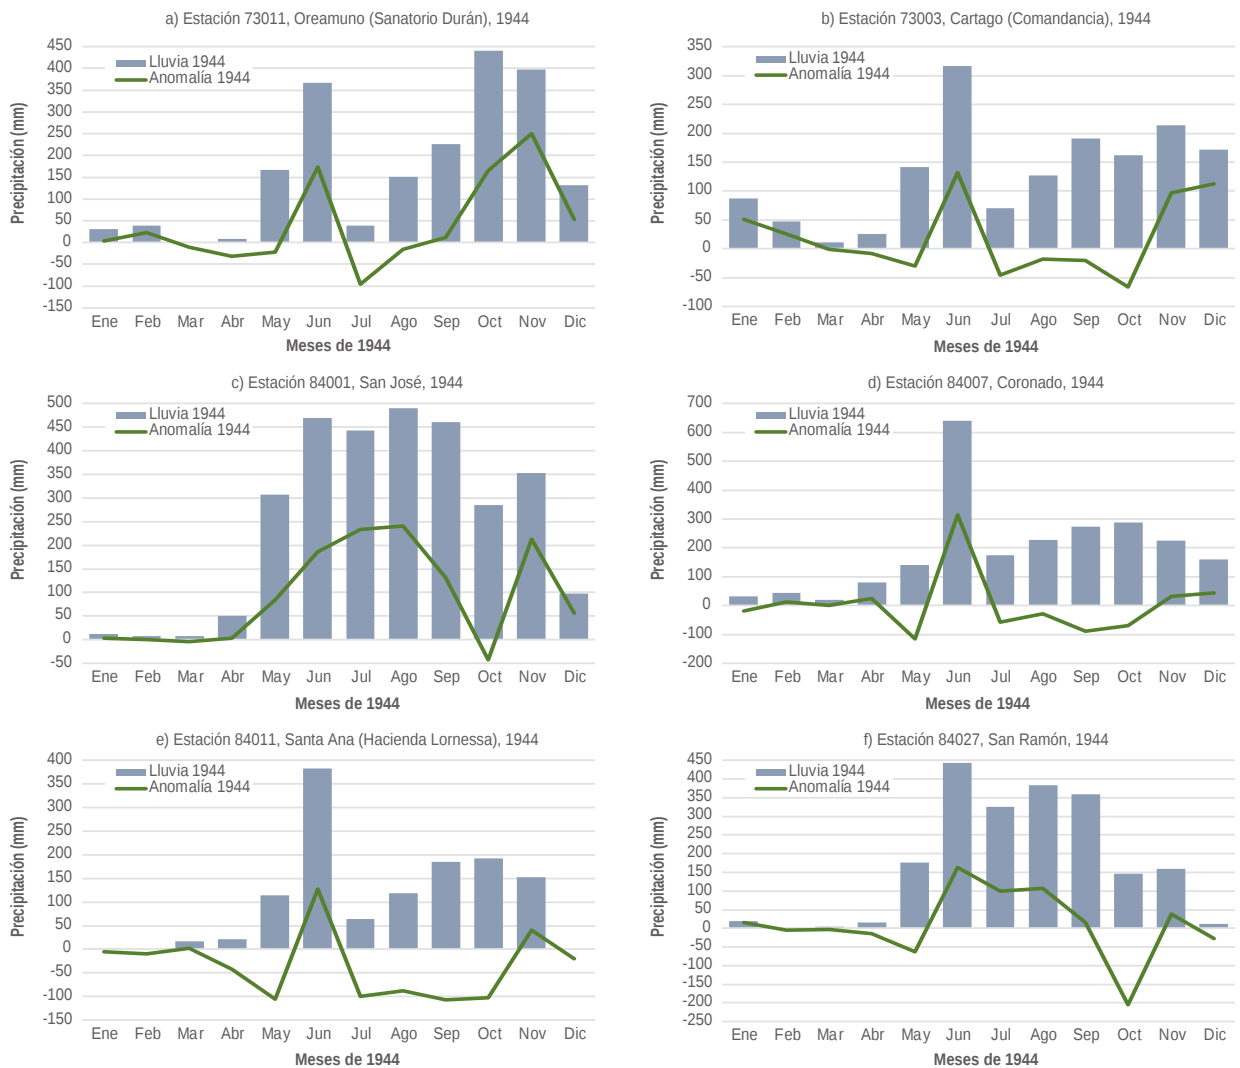 a) Estación 73011, Oreamuno (Sanatorio Durán), 1944
Precipitación (mm)
450
400
350
300
250
200
150
100
50
0
-50
-100
-150
Lluvia 1944
Anomalía 1944
Ene Feb Mar Abr May Jun Jul Ago Sep Oct Nov Dic
Meses de 1944
b) Estación 73003, Cartago (Comandancia), 1944
Precipitación (mm)
350
300
250
200
150
100
50
0
-50
-100
Lluvia 1944
Anomalía 1944
Ene Feb Mar Abr May Jun Jul Ago Sep Oct Nov Dic
Meses de 1944
c) Estación 84001, San José, 1944
Precipitación (mm)
500
450
400
350
300
250
200
150
100
50
0
-50
Lluvia 1944
Anomalía 1944
Ene Feb Mar Abr May Jun Jul Ago Sep Oct Nov Dic
Meses de 1944
d) Estación 84007, Coronado, 1944
Precipitación (mm)
700
600
500
400
300
200
100
0
-100
-200
Lluvia 1944
Anomalía 1944
Ene Feb Mar Abr May Jun Jul Ago Sep Oct Nov Dic
Meses de 1944
e) Estación 84011, Santa Ana (Hacienda Lornessa), 1944
Precipitación (mm)
400
350
300
250
200
150
100
50
0
-50
-100
-150
Lluvia 1944
Anomalía 1944
Ene Feb Mar Abr May Jun Jul Ago Sep Oct Nov Dic
Meses de 1944
f) Estación 84027, San Ramón, 1944
Precipitación (mm)
450
400
350
300
250
200
150
100
50
0
-50
-100
-150
-200
-250
Lluvia 1944
Anomalía 1944
Ene Feb Mar Abr May Jun Jul Ago Sep Oct Nov Dic
Meses de 1944